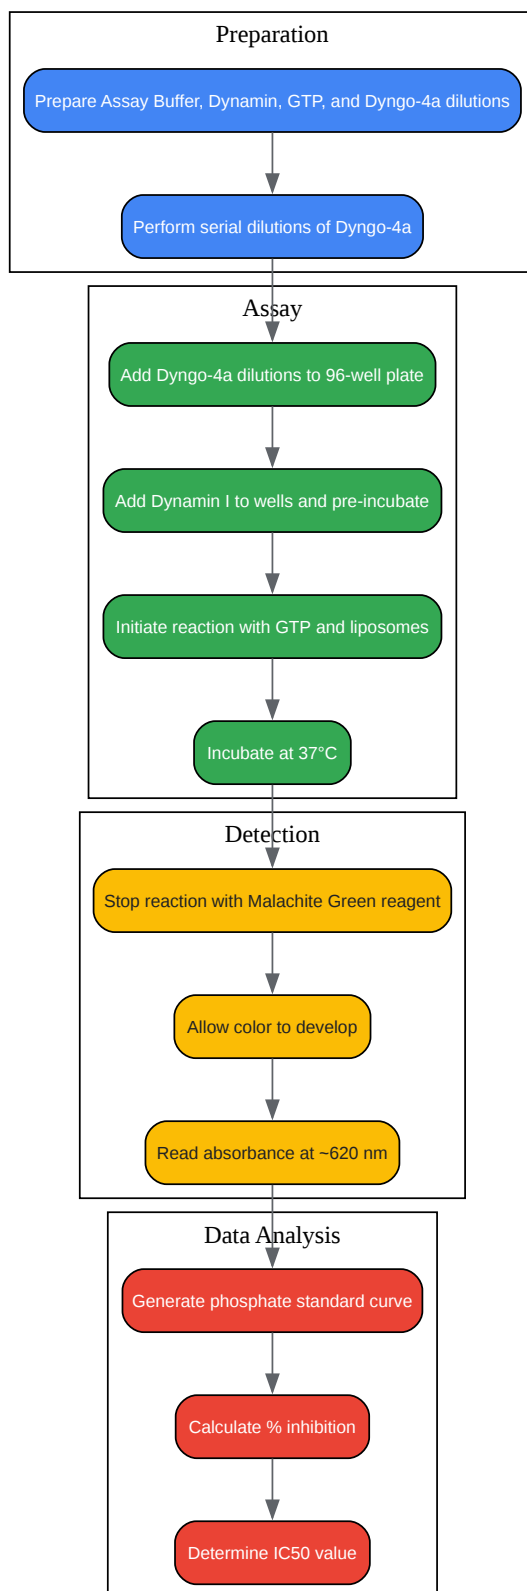 Preparation
Prepare Assay Buffer, Dynamin, GTP, and Dyngo-4a dilutions
Perform serial dilutions of Dyngo-4a
Assay
Add Dyngo-4a dilutions to 96-well plate
Add Dynamin I to wells and pre-incubate
Initiate reaction with GTP and liposomes
Incubate at 37°C
Detection
Stop reaction with Malachite Green reagent
Allow color to develop
Read absorbance at ~620 nm
Data Analysis
Generate phosphate standard curve
Calculate % inhibition
Determine IC50 value